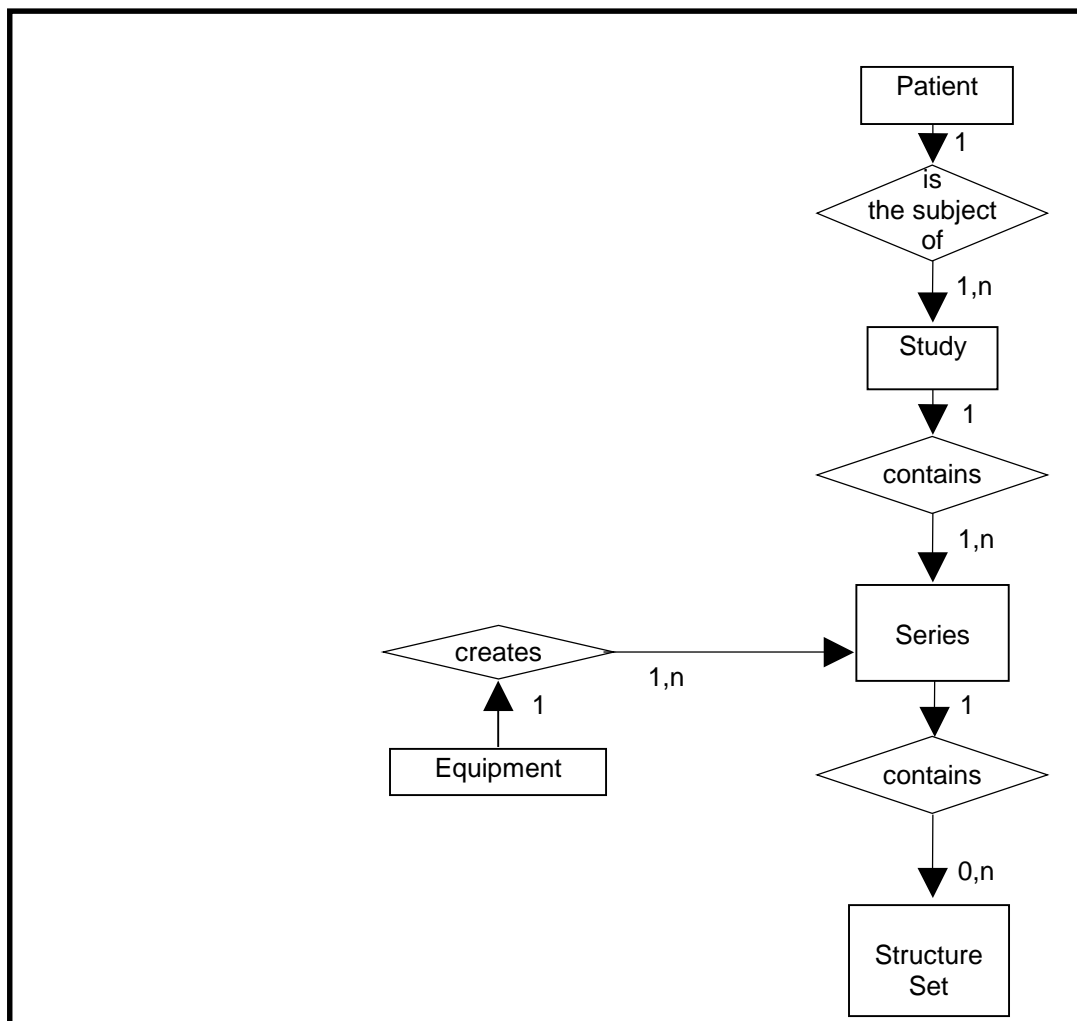 Patient
1
is
the subject
of
1,n
Study
1
contains
1,n
Series
creates
1,n
1
1
Equipment
contains
0,n
Structure
Set